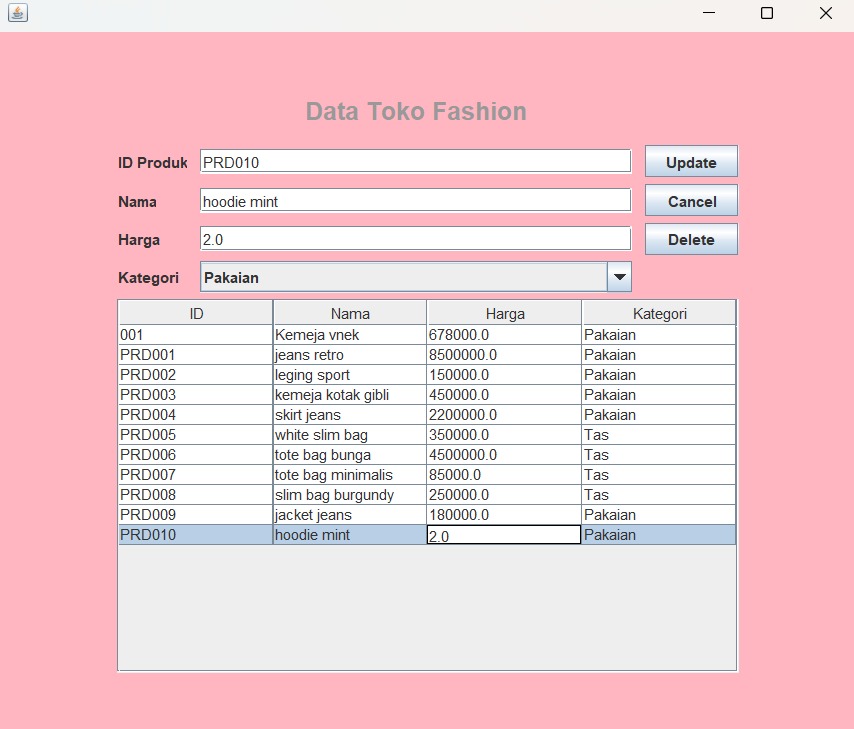 Data Toko Fashion
ID Produk PRD010 Update
Nama hoodie mint Cancel
Harga 2.0 Delete
Kategori Pakaian
ID Nama Harga Kategori
001 Kemeja vnek 678000.0 Pakaian
PRD001 jeans retro 8500000.0 Pakaian
PRD002 leging sport 150000.0 Pakaian
PRD003 kemeja kotak gibli 450000.0 Pakaian
PRD004 skirt jeans 2200000.0 Pakaian
PRD005 white slim bag 350000.0 Tas
PRD006 tote bag bunga 4500000.0 Tas
PRD007 tote bag minimalis 85000.0 Tas
PRD008 slim bag burgundy 250000.0 Tas
PRD009 jacket jeans 180000.0 Pakaian
PRD010 hoodie mint 2.0 Pakaian